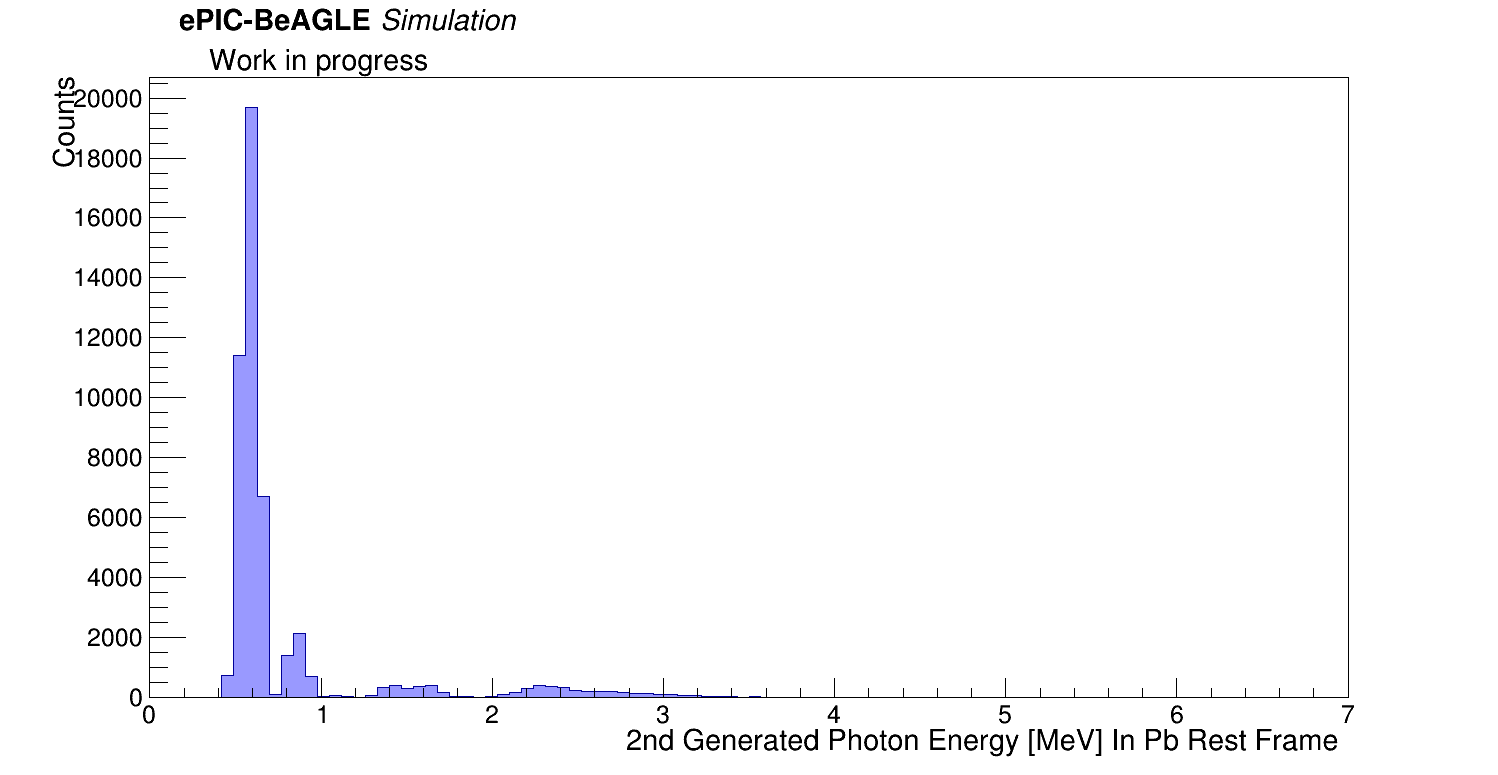 ePIC-BeAGLE Simulation
Work in progress
Counts
20000
18000
16000
14000
12000
10000
8000
6000
4000
2000
0
0 1 2 3 4 5 6 7
2nd Generated Photon Energy [MeV] In Pb Rest Frame